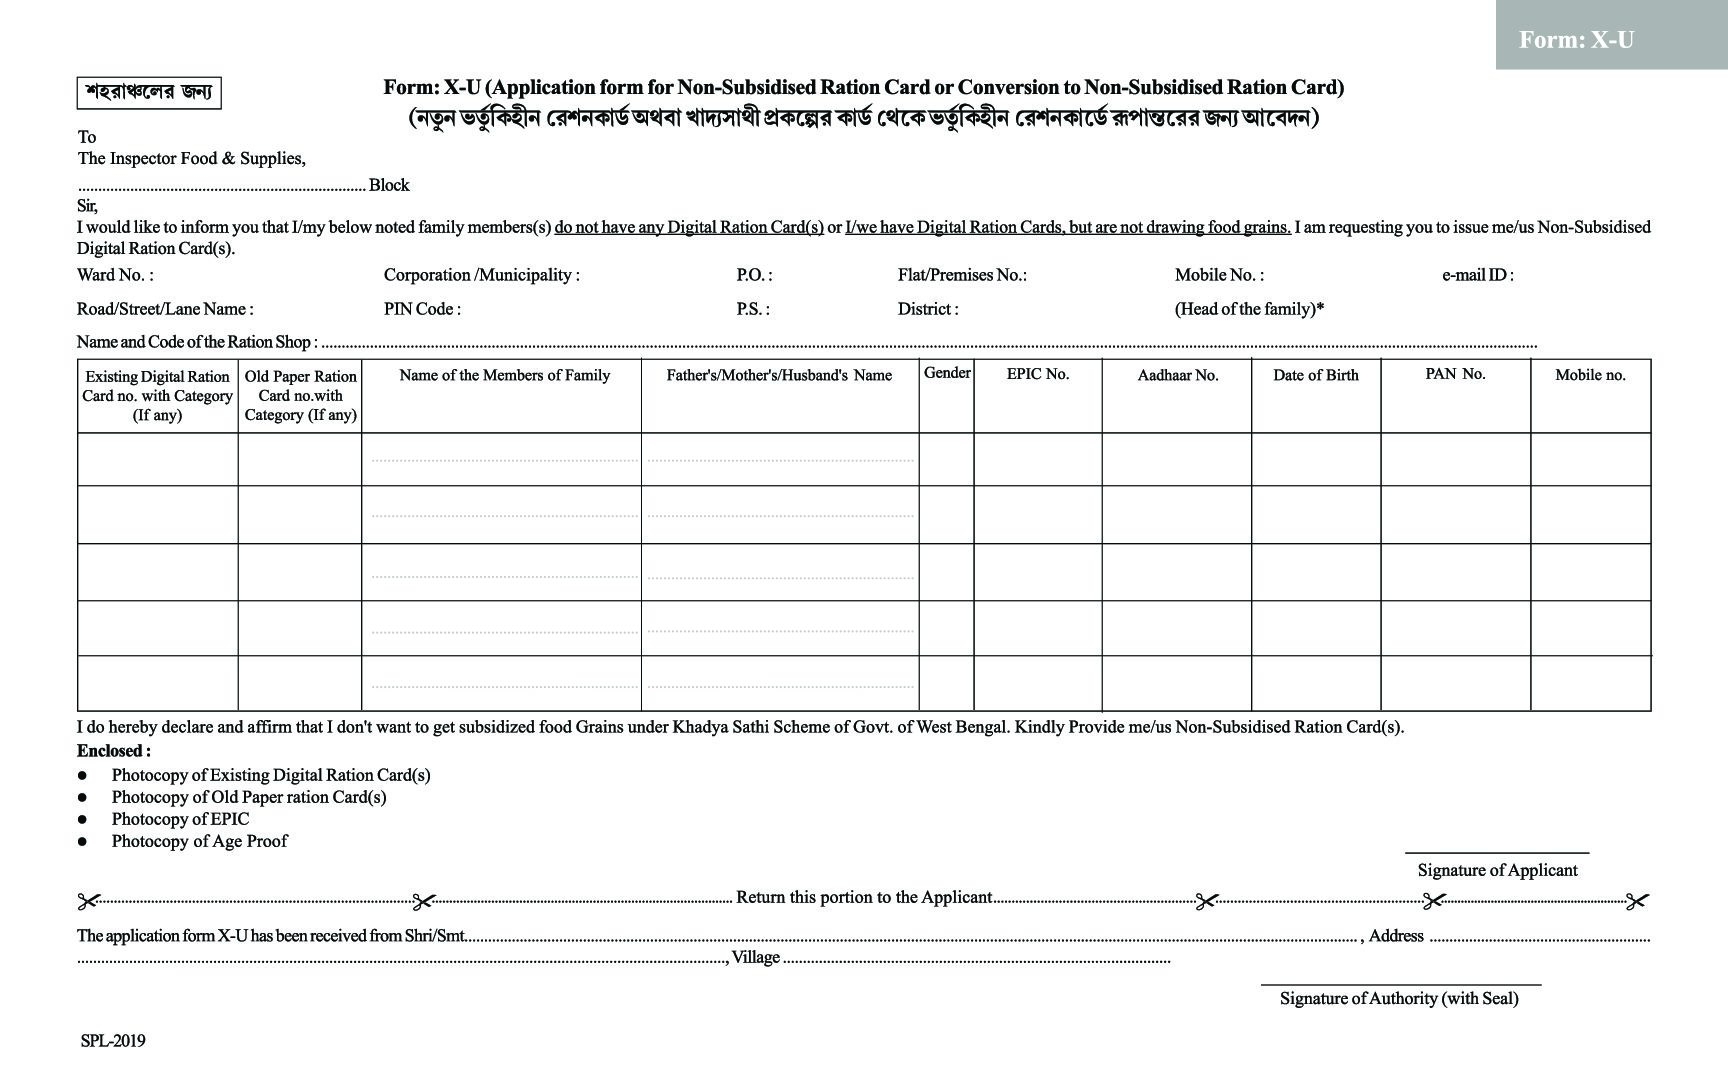 Form: X-U
শহরাঞ্চলের জন্য
Form: X-U (Application form for Non-Subsidised Ration Card or Conversion to Non-Subsidised Ration Card)
(নতুন ভর্তুকিহীন রেশনকার্ড অথবা খাদ্যসাথী প্রকল্পের কার্ড থেকে ভর্তুকিহীন রেশনকার্ডে রূপান্তরের জন্য আবেদন)
To
The Inspector Food & Supplies,
........................................................................ Block
Sir,
I would like to inform you that I/my below noted family members(s) do not have any Digital Ration Card(s) or I/we have Digital Ration Cards, but are not drawing food grains. I am requesting you to issue me/us Non-Subsidised
Digital Ration Card(s).
Ward No. : Corporation /Municipality : P.O. : Flat/Premises No.: Mobile No. : e-mail ID :
Road/Street/Lane Name : PIN Code : P.S. : District : (Head of the family)*
Name and Code of the Ration Shop : ........................................................................
Existing Digital Ration Card no. with Category (If any)
Old Paper Ration Card no.with Category (If any)
Name of the Members of Family
Father's/Mother's/Husband's Name
Gender
EPIC No.
Aadhaar No.
Date of Birth
PAN No.
Mobile no.
I do hereby declare and affirm that I don't want to get subsidized food Grains under Khadya Sathi Scheme of Govt. of West Bengal. Kindly Provide me/us Non-Subsidised Ration Card(s).
Enclosed :
● Photocopy of Existing Digital Ration Card(s)
● Photocopy of Old Paper ration Card(s)
● Photocopy of EPIC
● Photocopy of Age Proof
Signature of Applicant
Return this portion to the Applicant
The application form X-U has been received from Shri/Smt........................................................................ , Address ........................................................................
........................................................................, Village ........................................................................
Signature of Authority (with Seal)
SPL-2019